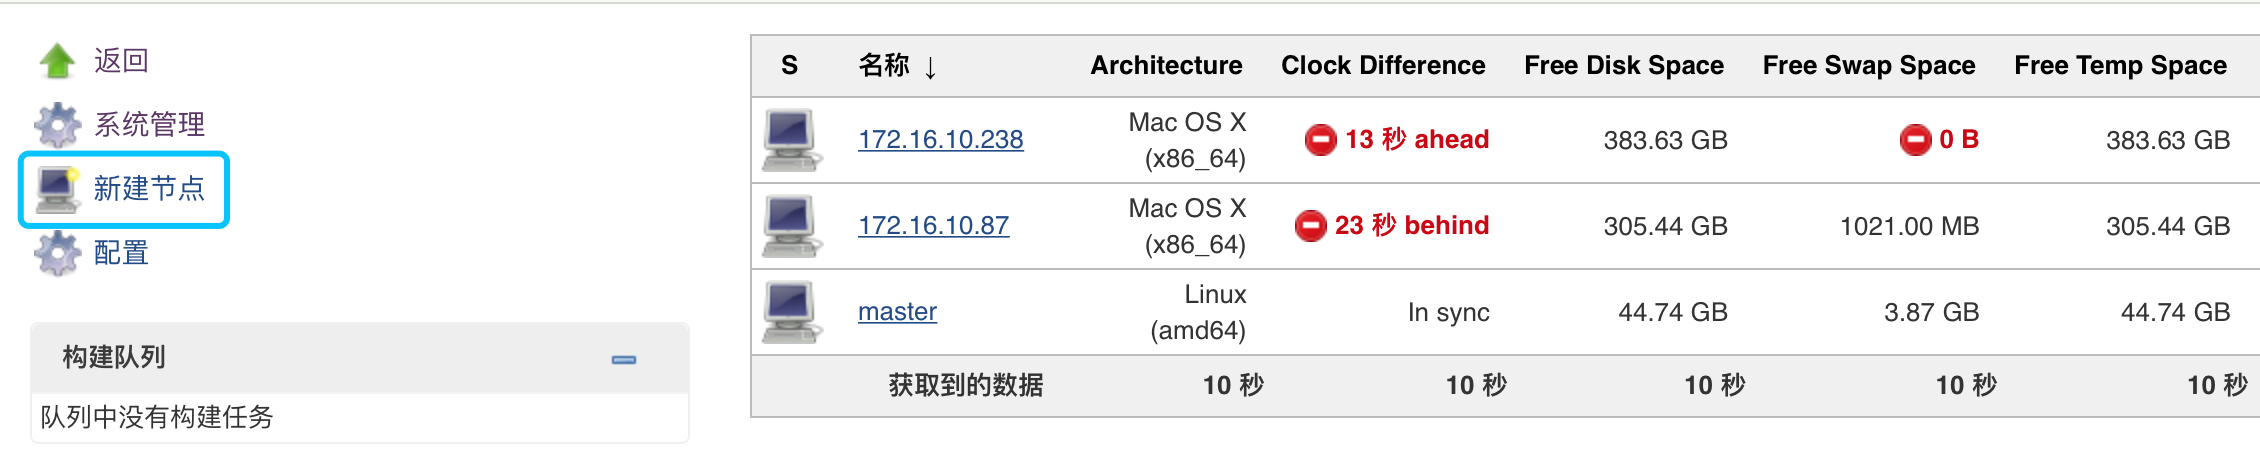 返回
系统管理
新建节点
配置
构建队列
队列中没有构建任务
S 名称 ↓ Architecture Clock Difference Free Disk Space Free Swap Space Free Temp Space
172.16.10.238 Mac OS X (x86_64) 13 秒 ahead 383.63 GB 0 B 383.63 GB
172.16.10.87 Mac OS X (x86_64) 23 秒 behind 305.44 GB 1021.00 MB 305.44 GB
master Linux (amd64) In sync 44.74 GB 3.87 GB 44.74 GB
获取到的数据 10 秒 10 秒 10 秒 10 秒 10 秒